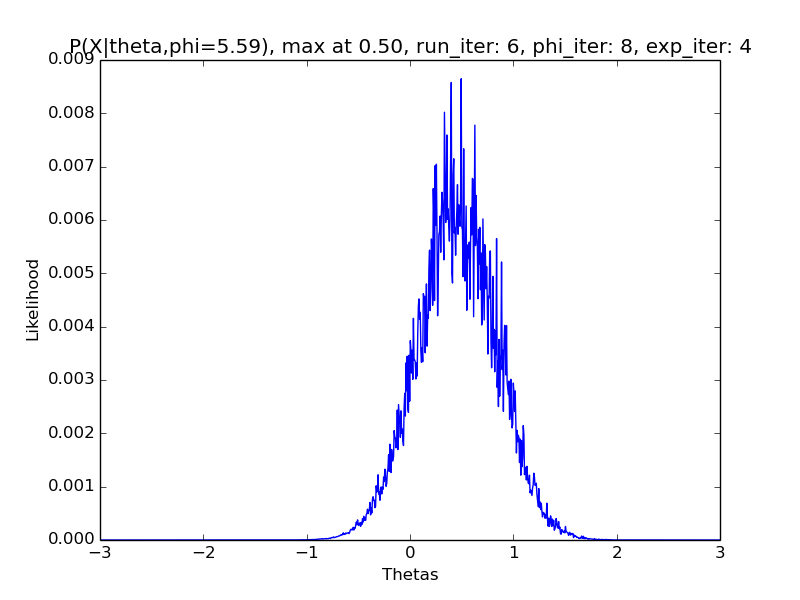 P(X|theta,phi=5.59), max at 0.50, run_iter: 6, phi_iter: 8, exp_iter: 4
0.009
0.008
0.007
0.006
0.005
0.004
0.003
0.002
0.001
0.000
Likelihood
−3 −2 −1 0 1 2 3
Thetas